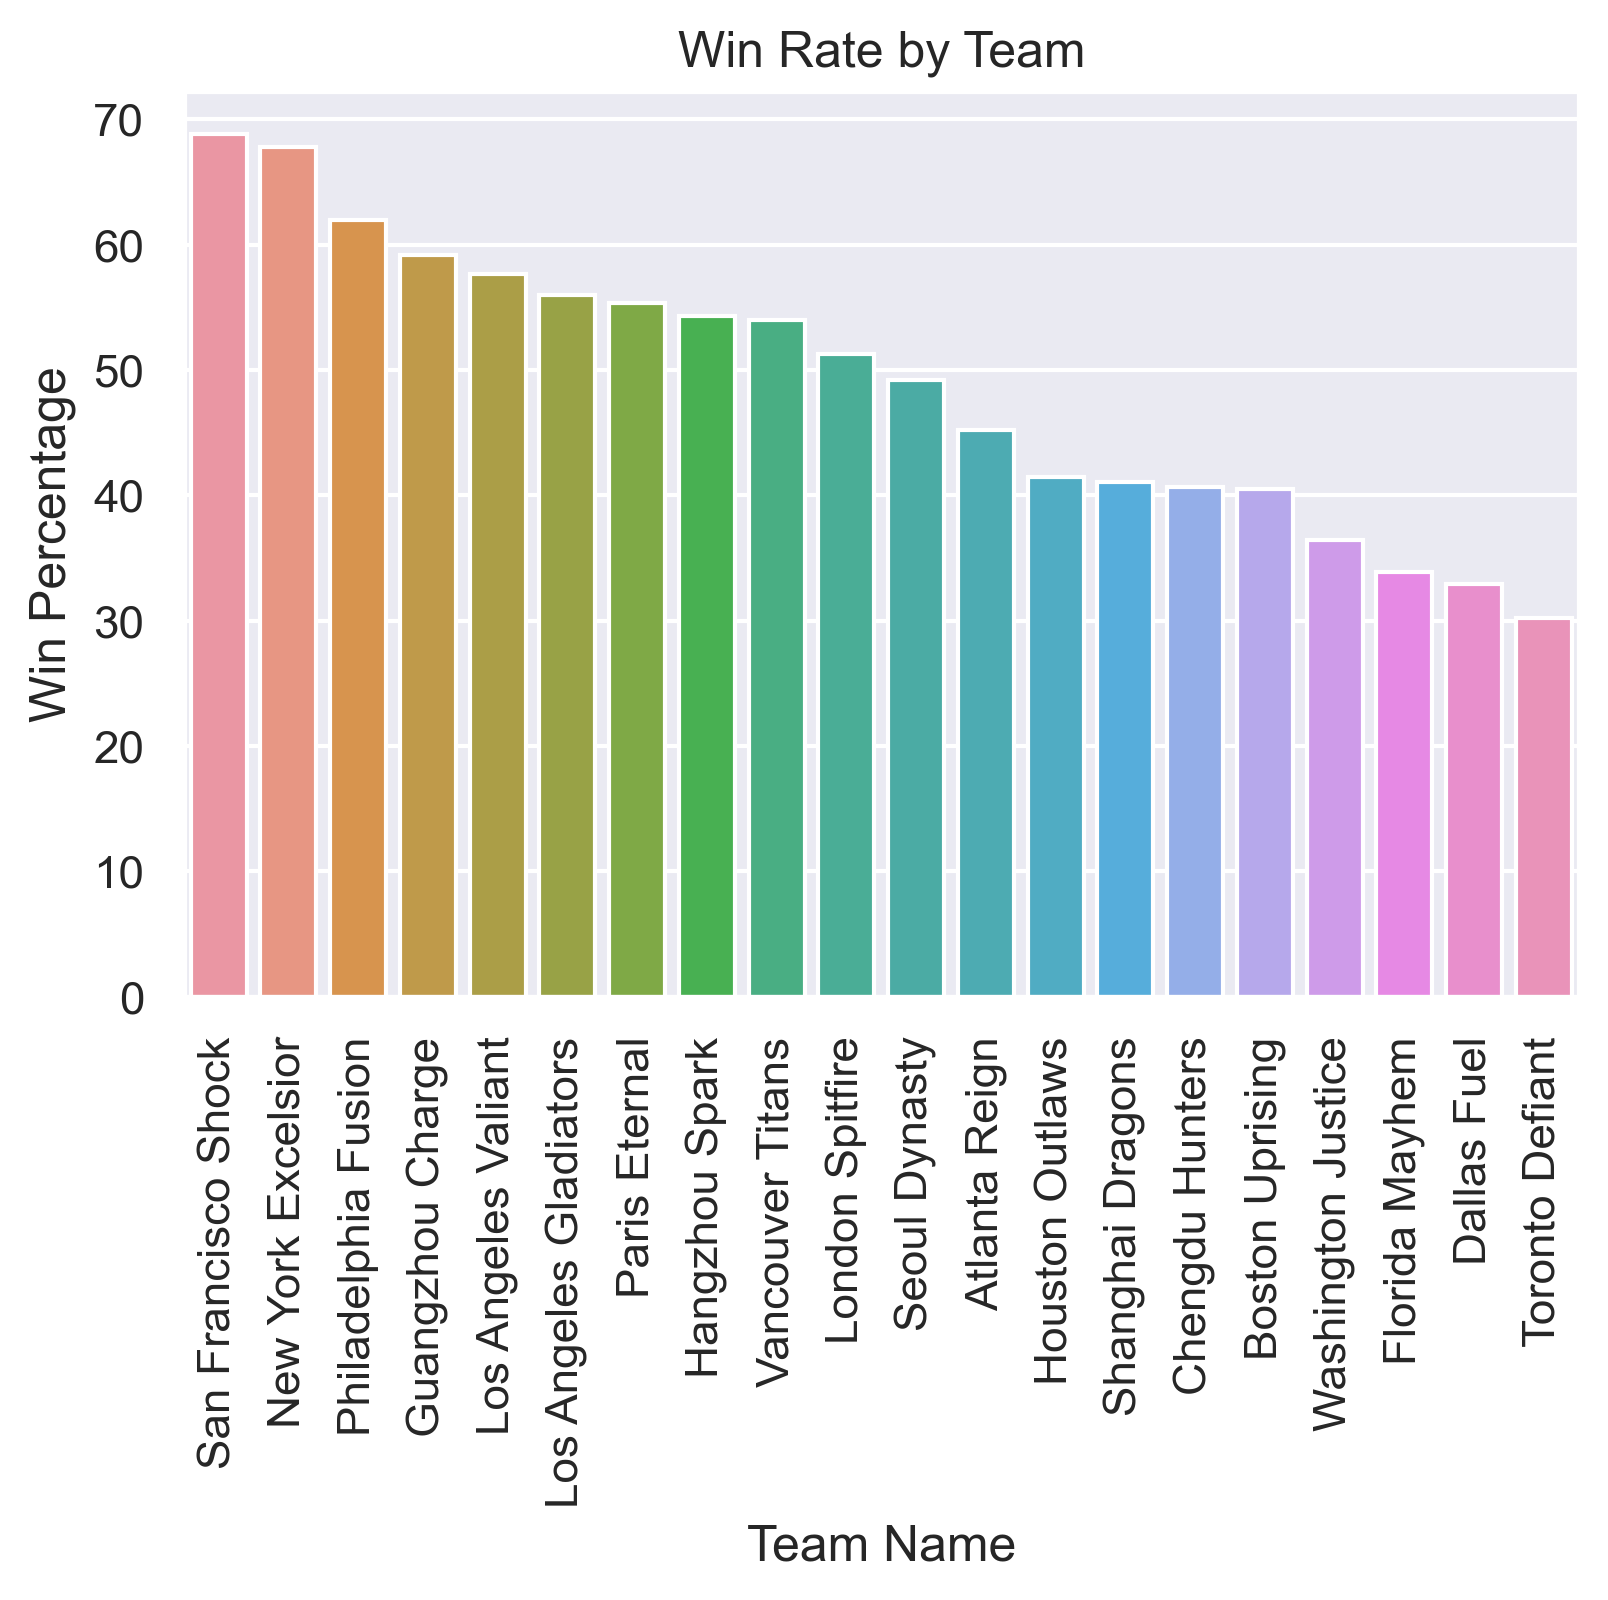 Win Rate by Team
Win Percentage
70
60
50
40
30
20
10
0
San Francisco Shock
New York Excelsior
Philadelphia Fusion
Guangzhou Charge
Los Angeles Valiant
Los Angeles Gladiators
Paris Eternal
Hangzhou Spark
Vancouver Titans
London Spitfire
Seoul Dynasty
Atlanta Reign
Houston Outlaws
Shanghai Dragons
Chengdu Hunters
Boston Uprising
Washington Justice
Florida Mayhem
Dallas Fuel
Toronto Defiant
Team Name